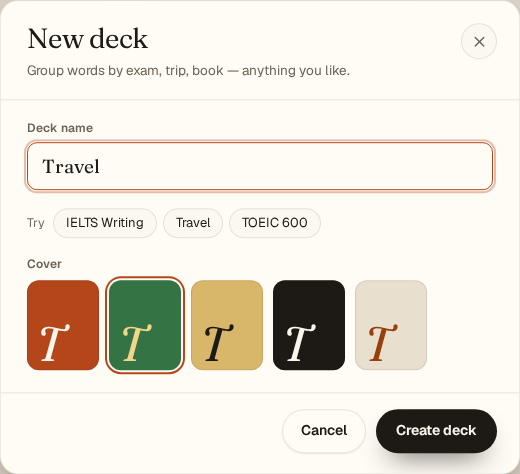 New deck
Group words by exam, trip, book — anything you like.
Deck name
Travel
Try IELTS Writing Travel TOEIC 600
Cover
T T T T T
Cancel Create deck